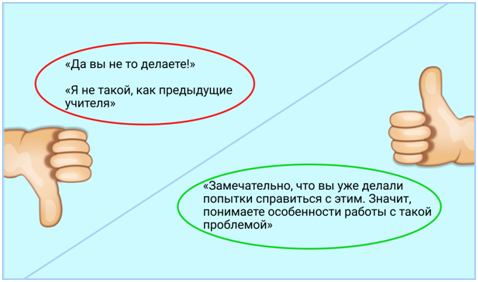 «Да вы не то делаете!»
«Я не такой, как предыдущие
учителя»
«Замечательно, что вы уже делали
попытки справиться с этим. Значит,
понимаете особенности работы с такой
проблемой»